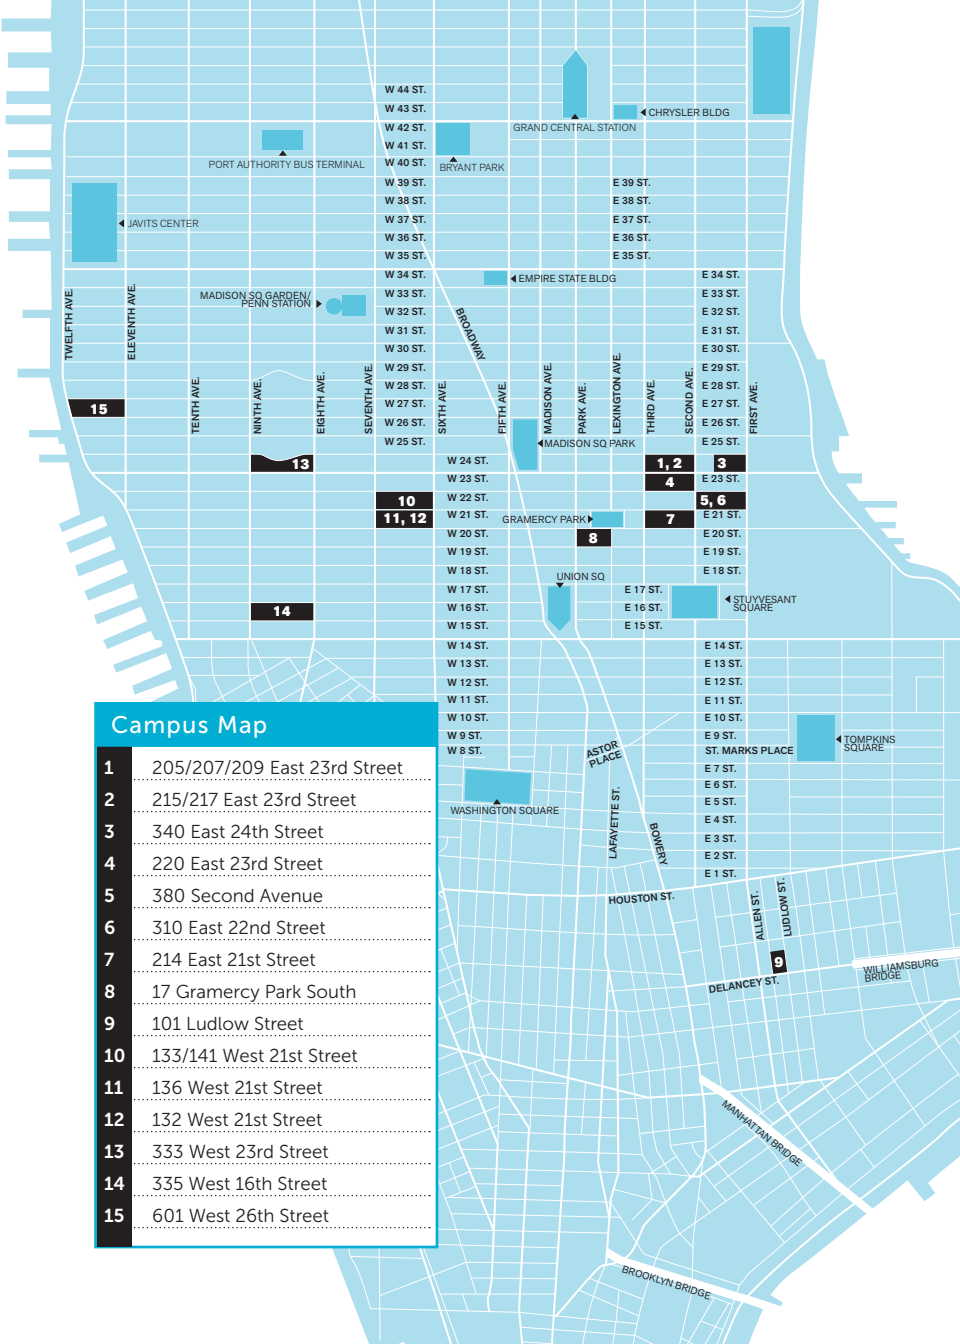 W 44 ST.
W 43 ST.
CHRYSLER BLDG
W 42 ST.
GRAND CENTRAL STATION
W 41 ST.
PORT AUTHORITY BUS TERMINAL
W 40 ST.
BRYANT PARK
W 39 ST.
E 39 ST.
W 38 ST.
E 38 ST.
JAVITS CENTER
W 37 ST.
E 37 ST.
W 36 ST.
E 36 ST.
W 35 ST.
E 35 ST.
W 34 ST.
EMPIRE STATE BLDG
E 34 ST.
MADISON SQ GARDEN/
PENN STATION
W 33 ST.
E 33 ST.
W 32 ST.
E 32 ST.
W 31 ST.
E 31 ST.
W 30 ST.
E 30 ST.
W 29 ST.
E 29 ST.
W 28 ST.
E 28 ST.
W 27 ST.
E 27 ST.
W 26 ST.
E 26 ST.
W 25 ST.
E 25 ST.
TWELFTH AVE.
ELEVENTH AVE.
TENTH AVE.
NINTH AVE.
EIGHTH AVE.
SEVENTH AVE.
SIXTH AVE.
BROADWAY
FIFTH AVE.
MADISON AVE.
PARK AVE.
LEXINGTON AVE.
THIRD AVE.
SECOND AVE.
FIRST AVE.
15
MADISON SQ PARK
13
W 24 ST.
1, 2
3
W 23 ST.
4
E 23 ST.
10
W 22 ST.
5, 6
11, 12
W 21 ST.
GRAMERCY PARK
7
E 21 ST.
W 20 ST.
8
E 20 ST.
W 19 ST.
E 19 ST.
W 18 ST.
E 18 ST.
UNION SQ
W 17 ST.
E 17 ST.
14
W 16 ST.
E 16 ST.
STUYVESANT
SQUARE
W 15 ST.
E 15 ST.
W 14 ST.
E 14 ST.
W 13 ST.
E 13 ST.
W 12 ST.
E 12 ST.
W 11 ST.
E 11 ST.
W 10 ST.
E 10 ST.
W 9 ST.
E 9 ST.
W 8 ST.
ST. MARKS PLACE
TOMPKINS
SQUARE
ASTOR
PLACE
E 7 ST.
E 6 ST.
E 5 ST.
E 4 ST.
E 3 ST.
E 2 ST.
E 1 ST.
WASHINGTON SQUARE
LAFAYETTE ST.
BOWERY
HOUSTON ST.
ALLEN ST.
LUDLOW ST.
9
DELANCEY ST.
WILLIAMSBURG
BRIDGE
MANHATTAN BRIDGE
BROOKLYN BRIDGE
Campus Map
1 205/207/209 East 23rd Street
2 215/217 East 23rd Street
3 340 East 24th Street
4 220 East 23rd Street
5 380 Second Avenue
6 310 East 22nd Street
7 214 East 21st Street
8 17 Gramercy Park South
9 101 Ludlow Street
10 133/141 West 21st Street
11 136 West 21st Street
12 132 West 21st Street
13 333 West 23rd Street
14 335 West 16th Street
15 601 West 26th Street